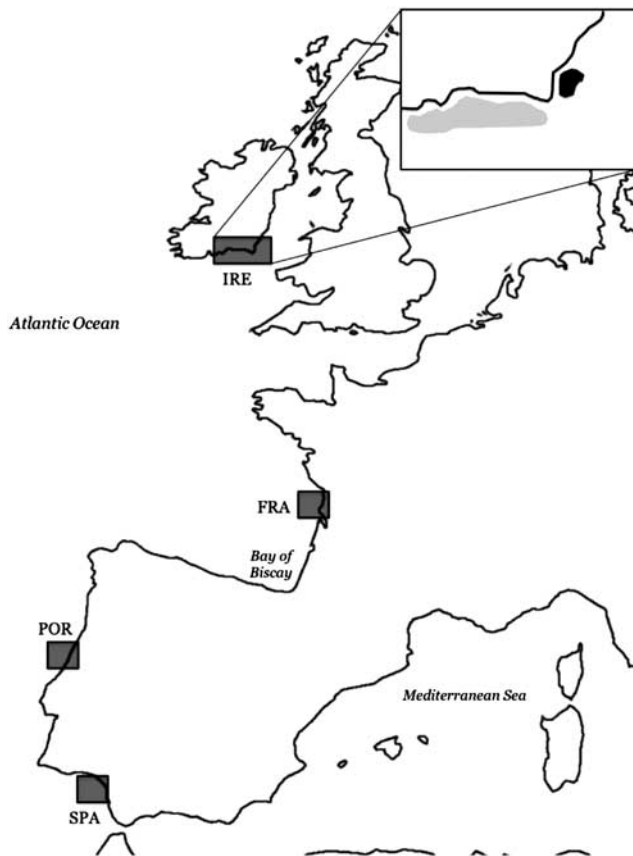 IRE
Atlantic Ocean
FRA
Bay of
Biscay
POR
Mediterranean Sea
SPA